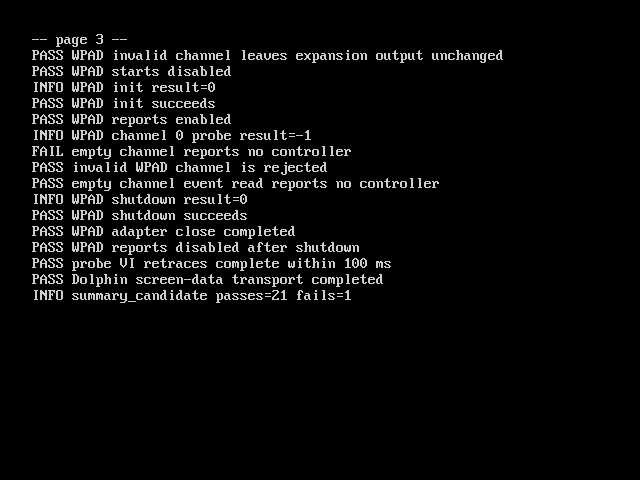 -- page 3 --
PASS WPAD invalid channel leaves expansion output unchanged
PASS WPAD starts disabled
INFO WPAD init result=0
PASS WPAD init succeeds
PASS WPAD reports enabled
INFO WPAD channel 0 probe result=-1
FAIL empty channel reports no controller
PASS invalid WPAD channel is rejected
PASS empty channel event read reports no controller
INFO WPAD shutdown result=0
PASS WPAD shutdown succeeds
PASS WPAD adapter close completed
PASS WPAD reports disabled after shutdown
PASS probe VI retraces complete within 100 ms
PASS Dolphin screen-data transport completed
INFO summary_candidate passes=21 fails=1